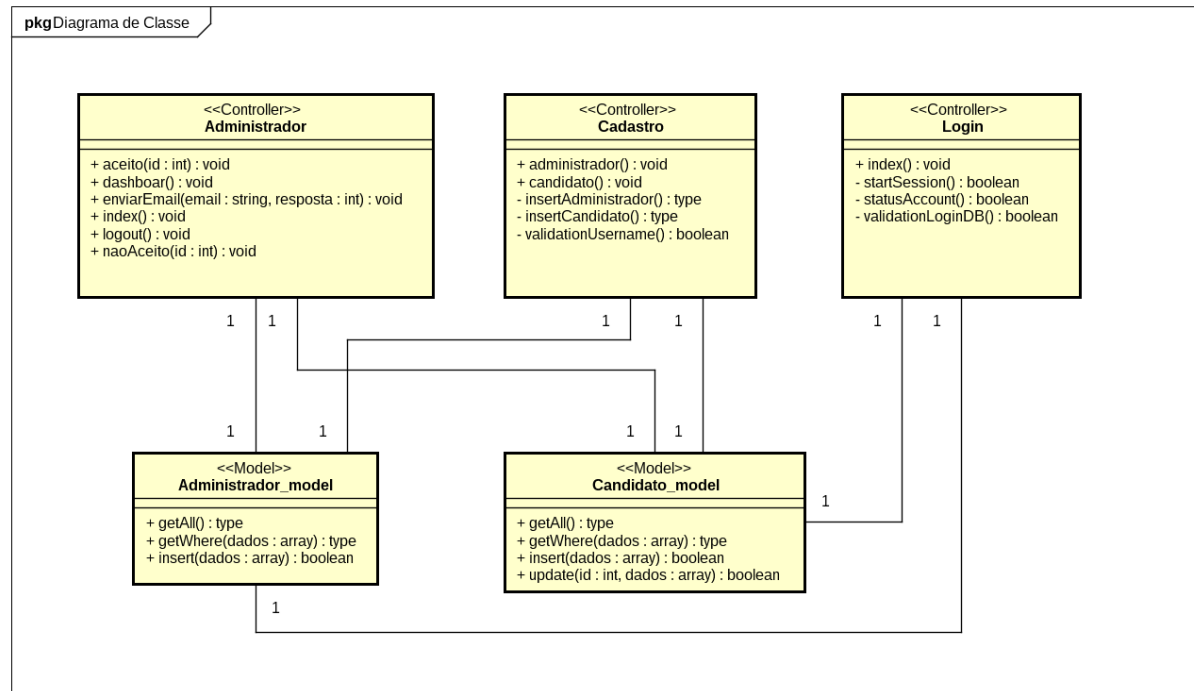 pkg Diagrama de Classe
<<Controller>>
Administrador
+ aceito(id : int) : void
+ dashboar() : void
+ enviarEmail(email : string, resposta : int) : void
+ index() : void
+ logout() : void
+ naoAceito(id : int) : void
<<Controller>>
Cadastro
+ administrador() : void
+ candidato() : void
- insertAdministrador() : type
- insertCandidato() : type
- validationUsername() : boolean
<<Controller>>
Login
+ index() : void
- startSession() : boolean
- statusAccount() : boolean
- validationLoginDB() : boolean
1 1 1 1 1 1
1 1 1 1
<<Model>>
Administrador_model
+ getAll() : type
+ getWhere(dados : array) : type
+ insert(dados : array) : boolean
<<Model>>
Candidato_model
+ getAll() : type
+ getWhere(dados : array) : type
+ insert(dados : array) : boolean
+ update(id : int, dados : array) : boolean
1
1